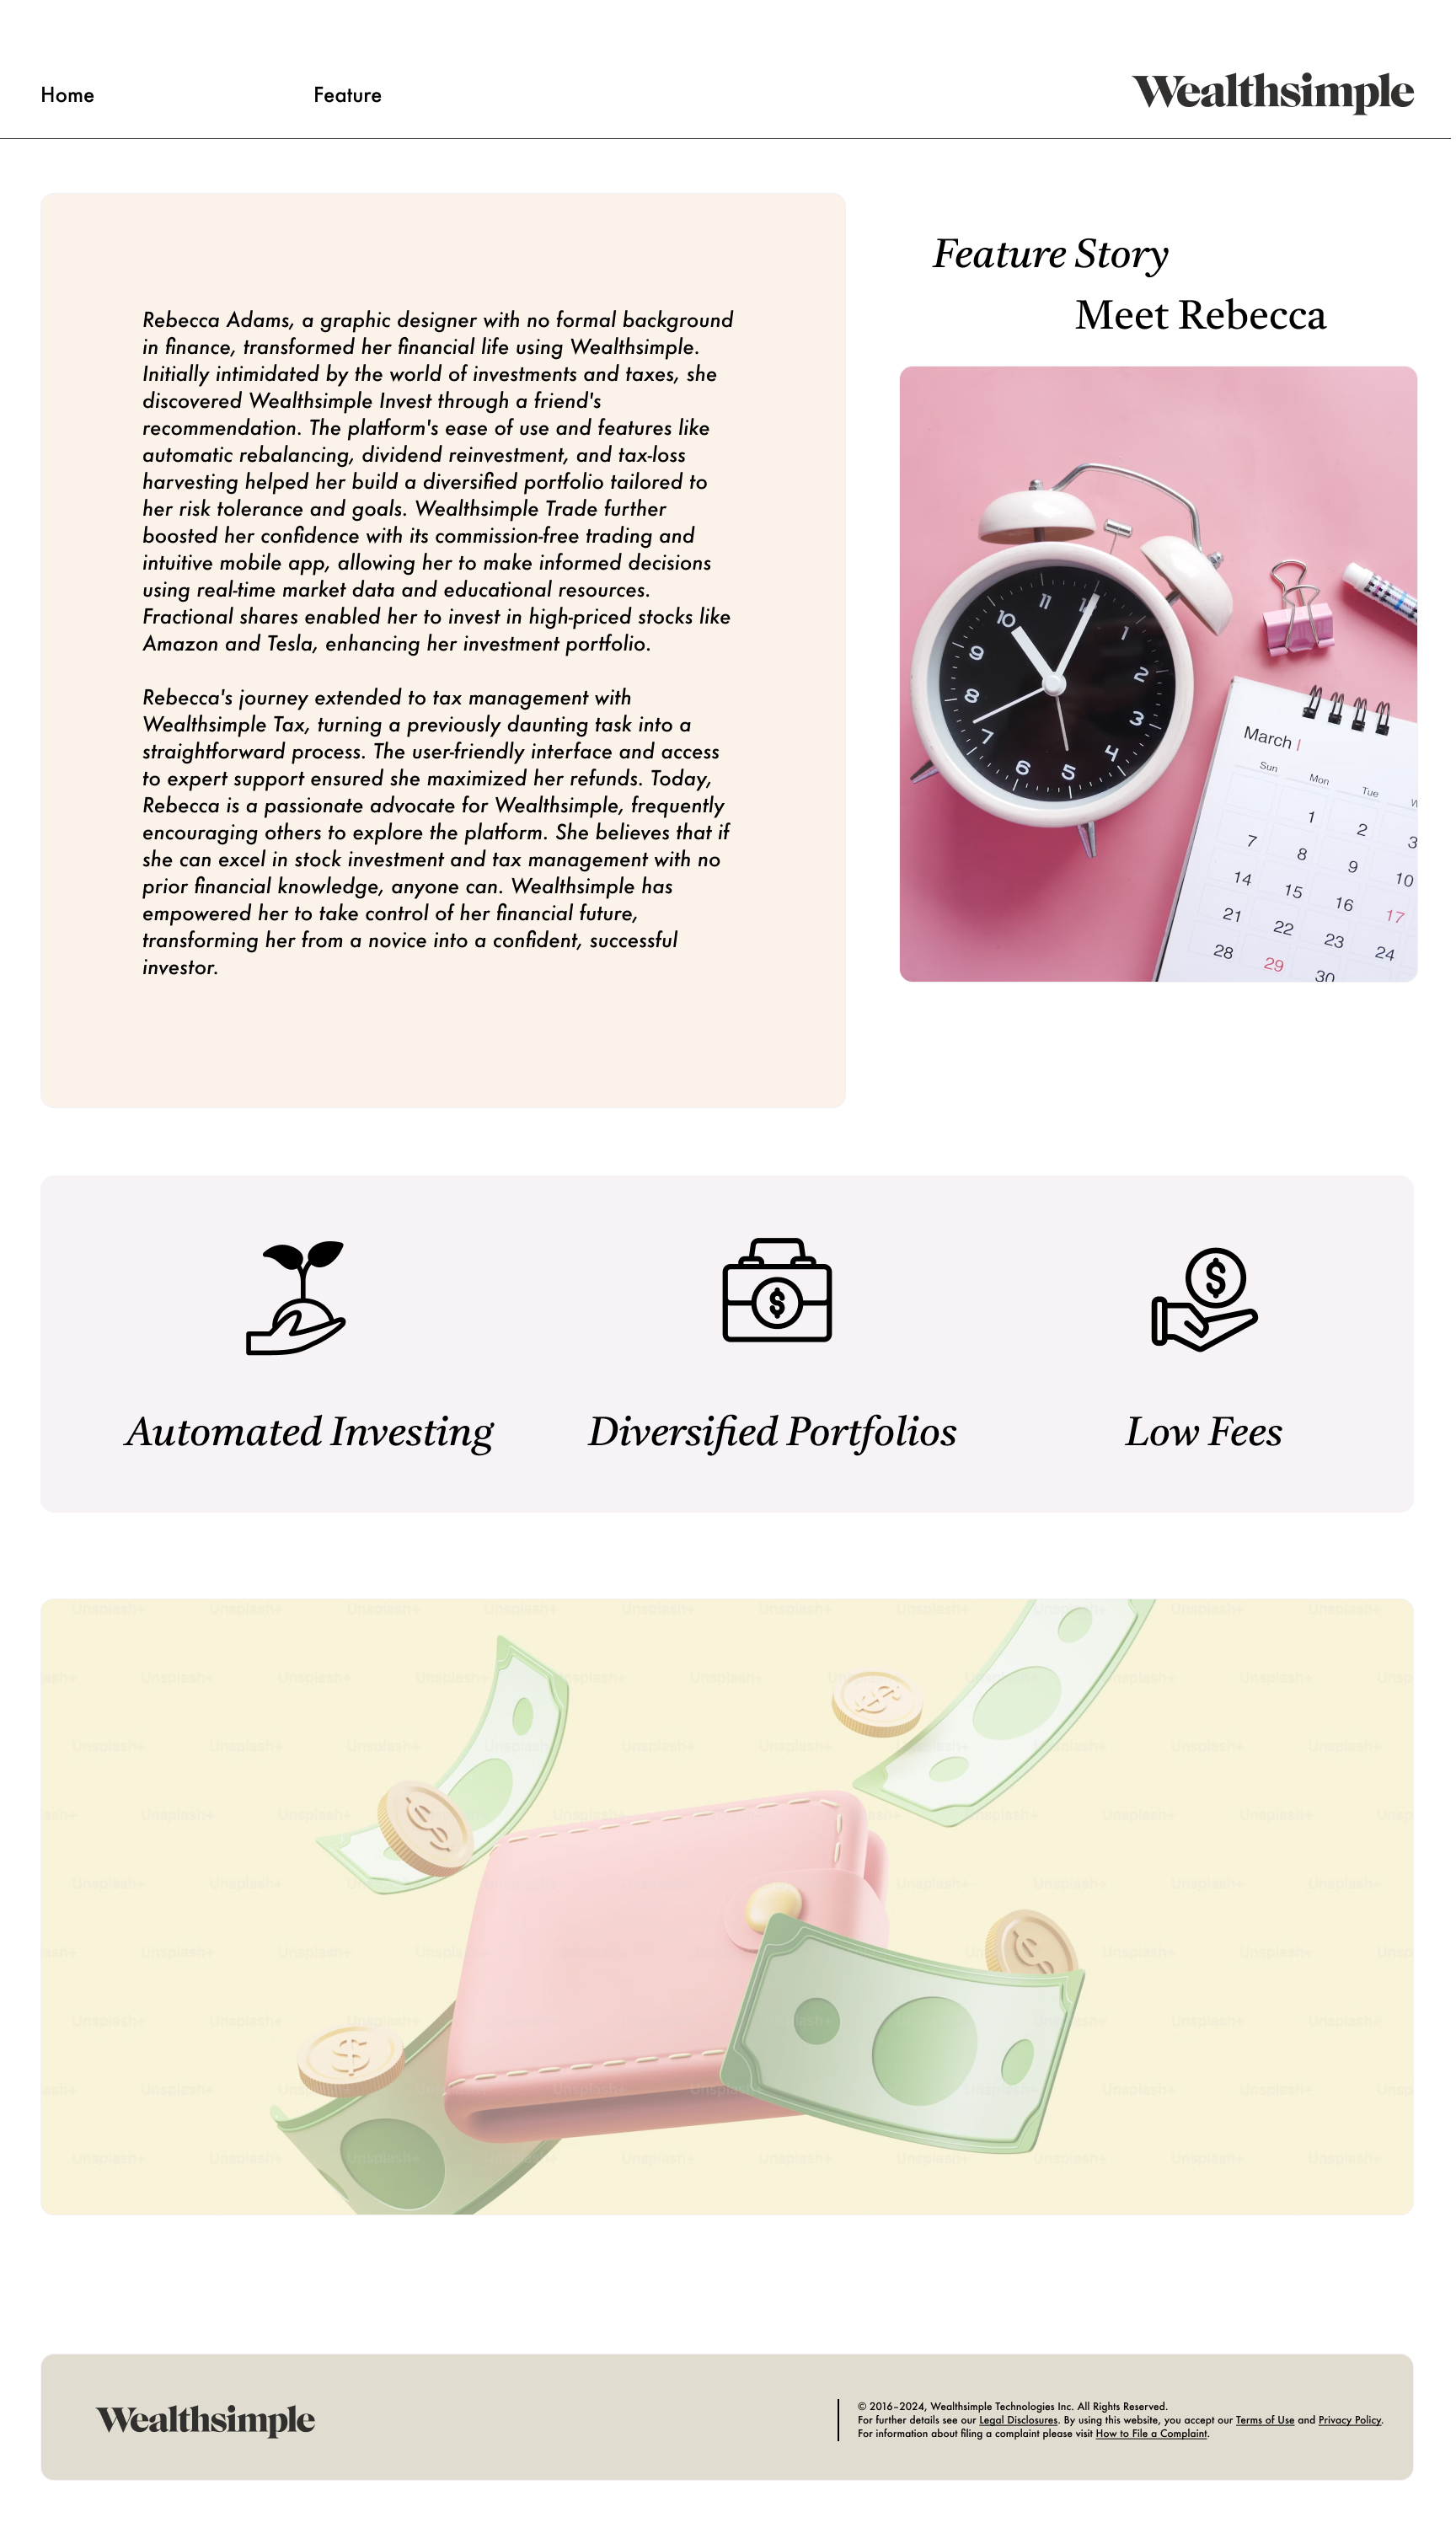 Home
Feature
Wealthsimple
Rebecca Adams, a graphic designer with no formal background
in finance, transformed her financial life using Wealthsimple.
Initially intimidated by the world of investments and taxes, she
discovered Wealthsimple Invest through a friend's
recommendation. The platform's ease of use and features like
automatic rebalancing, dividend reinvestment, and tax-loss
harvesting helped her build a diversified portfolio tailored to
her risk tolerance and goals. Wealthsimple Trade further
boosted her confidence with its commission-free trading and
intuitive mobile app, allowing her to make informed decisions
using real-time market data and educational resources.
Fractional shares enabled her to invest in high-priced stocks like
Amazon and Tesla, enhancing her investment portfolio.
Rebecca's journey extended to tax management with
Wealthsimple Tax, turning a previously daunting task into a
straightforward process. The user-friendly interface and access
to expert support ensured she maximized her refunds. Today,
Rebecca is a passionate advocate for Wealthsimple, frequently
encouraging others to explore the platform. She believes that if
she can excel in stock investment and tax management with no
prior financial knowledge, anyone can. Wealthsimple has
empowered her to take control of her financial future,
transforming her from a novice into a confident, successful
investor.
Feature Story
Meet Rebecca
10 11 1
9 2
8 3
7 6 5 4
March
Sun Mon Tue
1 2 3
7 8 9 10
14 15 16 17
21 22 23 24
28 29 30
Automated Investing
Diversified Portfolios
Low Fees
Unsplash+
Wealthsimple
© 2016-2024, Wealthsimple Technologies Inc. All Rights Reserved.
For further details see our Legal Disclosures. By using this website, you accept our Terms of Use and Privacy Policy.
For information about filing a complaint please visit How to File a Complaint.